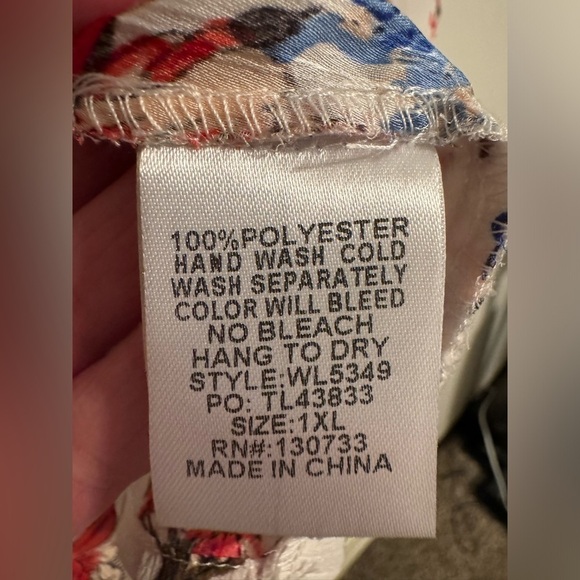 100%POLYESTER
HAND WASH COLD
WASH SEPARATELY
COLOR WILL BLEED
NO BLEACH
HANG TO DRY
STYLE:WL5349
PO: TL43833
SIZE:1XL
RN#:130733
MADE IN CHINA